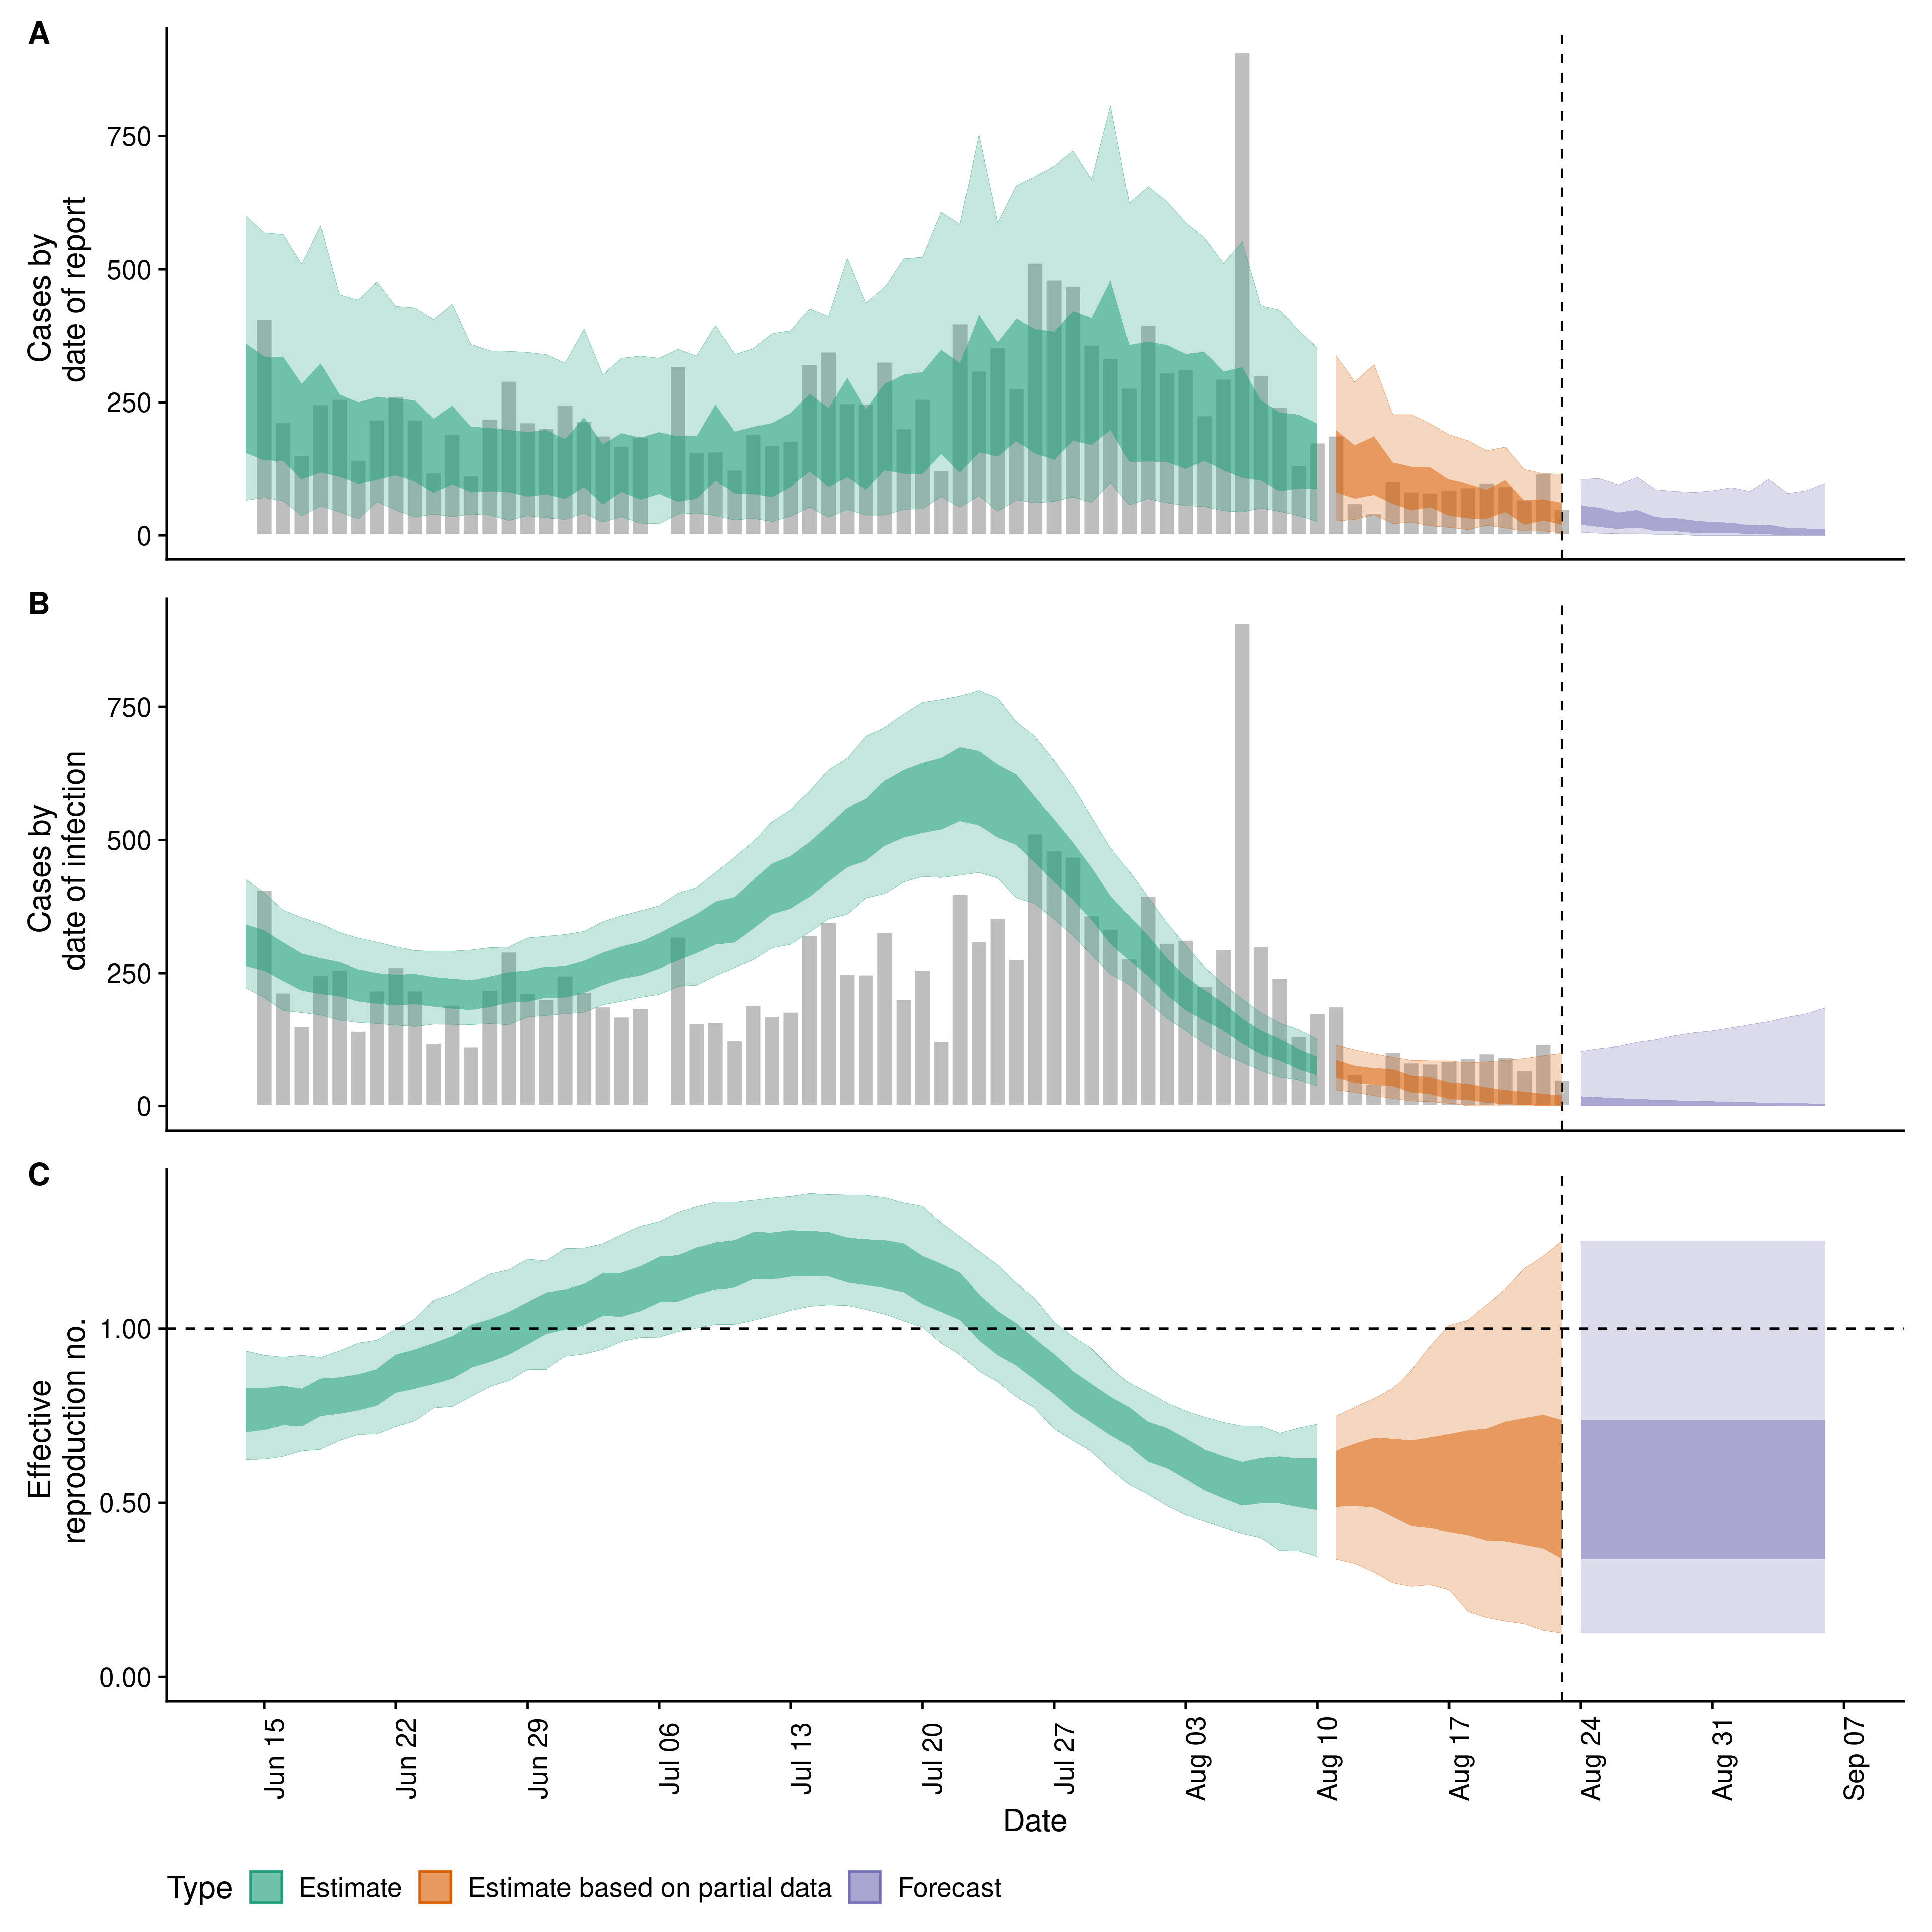 A
Cases by
date of report
750
500
250
0
B
Cases by
date of infection
750
500
250
0
C
Effective
reproduction no.
1.00
0.50
0.00
Jun 15
Jun 22
Jun 29
Jul 06
Jul 13
Jul 20
Jul 27
Aug 03
Aug 10
Aug 17
Aug 24
Aug 31
Sep 07
Date
Type Estimate Estimate based on partial data Forecast